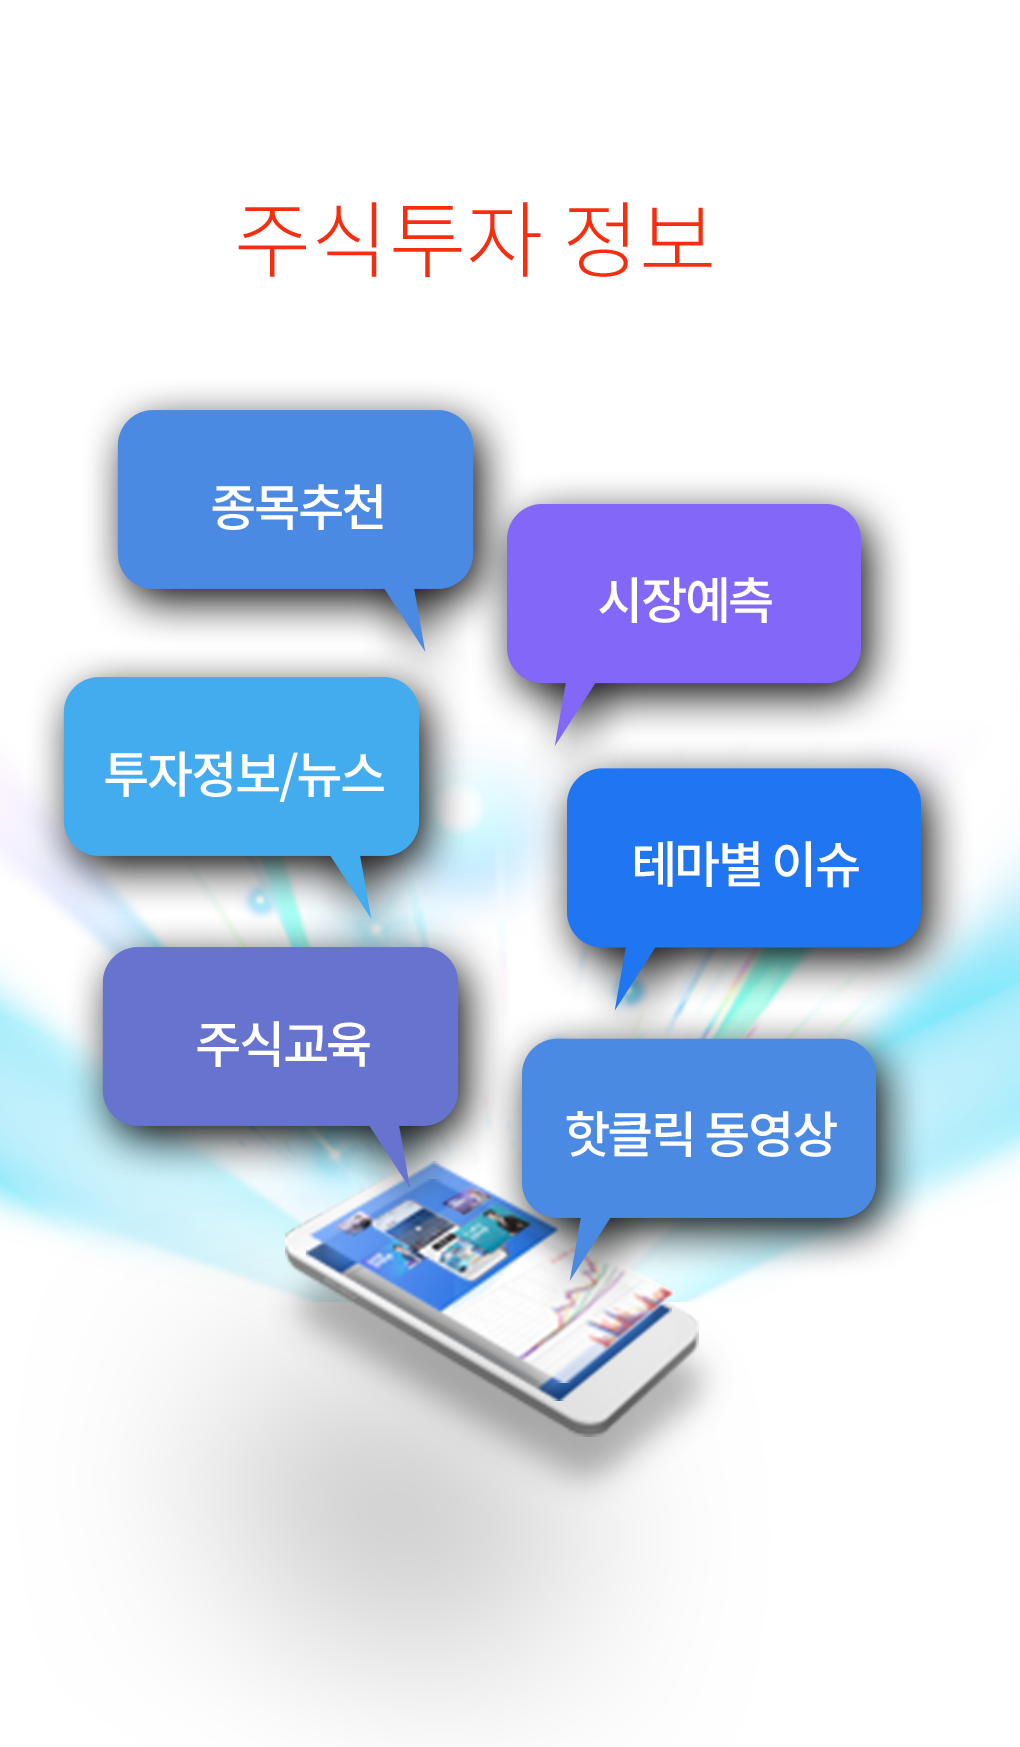 주식투자 정보
종목추천
시장예측
투자정보/뉴스
테마별 이슈
주식교육
핫클릭 동영상